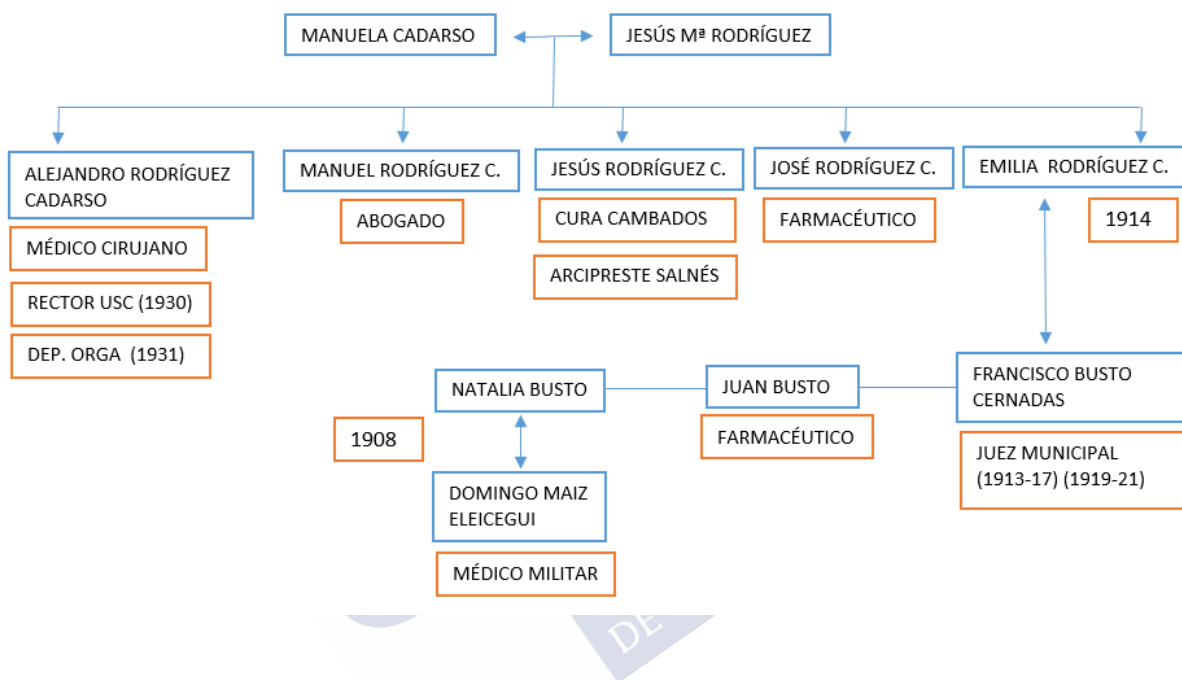 MANUELA CADARSO
JESÚS Mª RODRÍGUEZ
ALEJANDRO RODRÍGUEZ
CADARSO
MÉDICO CIRUJANO
RECTOR USC (1930)
DEP. ORGA (1931)
MANUEL RODRÍGUEZ C.
ABOGADO
JESÚS RODRÍGUEZ C.
CURA CAMBADOS
ARCIPRESTE SALNÉS
JOSÉ RODRÍGUEZ C.
FARMACÉUTICO
EMILIA RODRÍGUEZ C.
1914
NATALIA BUSTO
JUAN BUSTO
FARMACÉUTICO
FRANCISCO BUSTO
CERNADAS
JUEZ MUNICIPAL
(1913-17) (1919-21)
1908
DOMINGO MAIZ
ELEICEGUI
MÉDICO MILITAR
DE